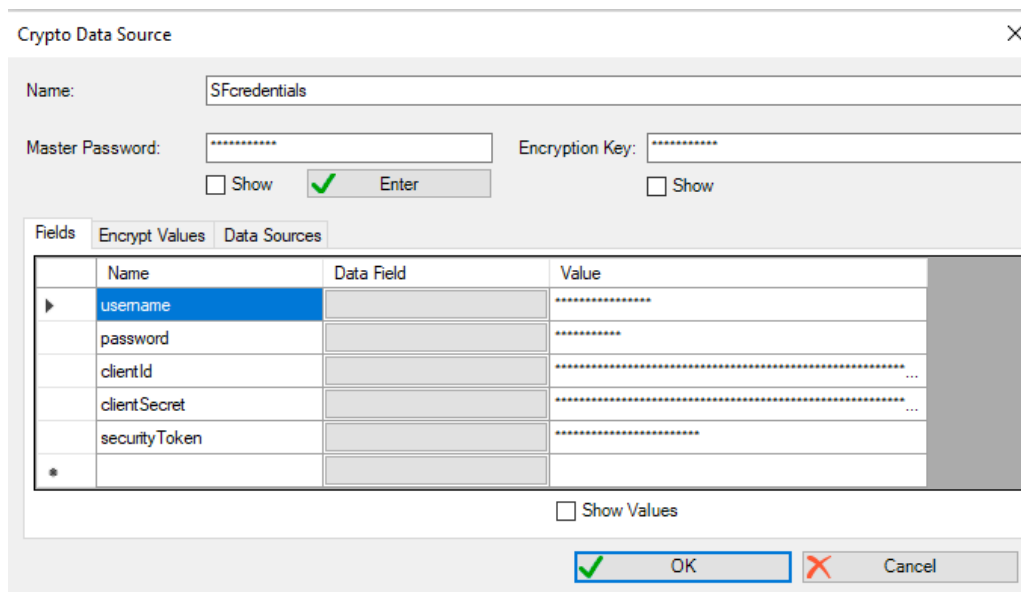 Crypto Data Source
Name: SFcredentials
Master Password: *********** Encryption Key: ***********
Show Enter Show
Fields Encrypt Values Data Sources
Name Data Field Value
username ****************
password ***********
clientId **********************************************************...
clientSecret **********************************************************...
securityToken ************************
*
Show Values
OK Cancel